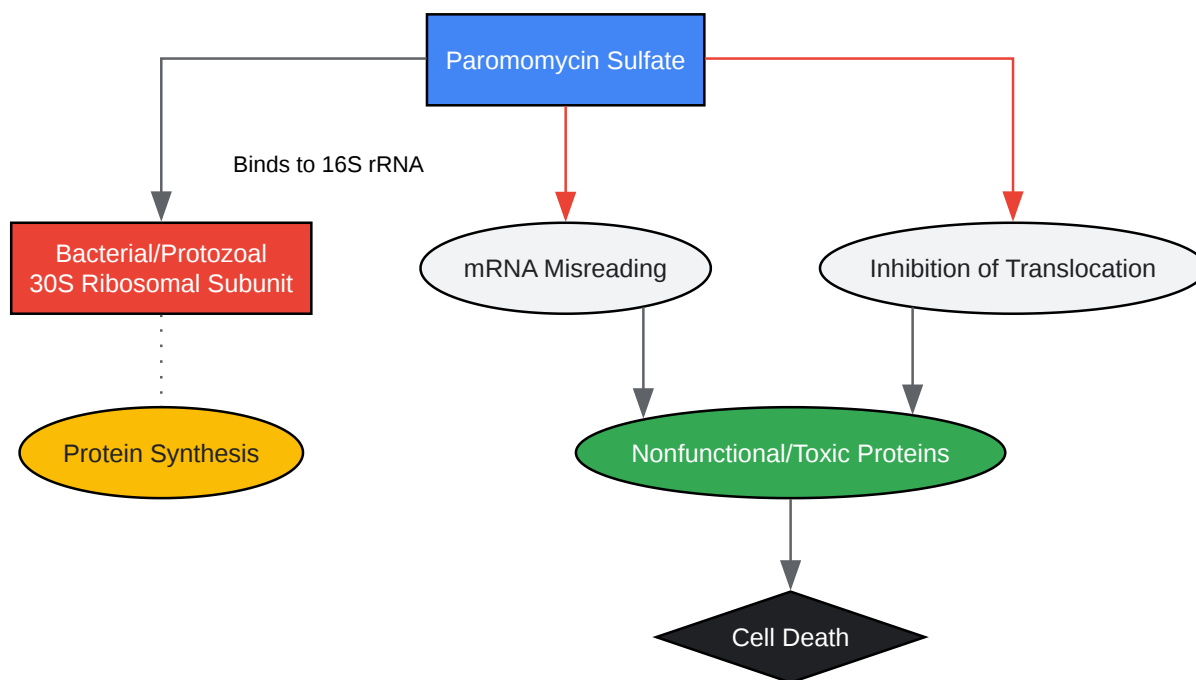 Paromomycin Sulfate
Binds to 16S rRNA
Bacterial/Protozoal
30S Ribosomal Subunit
mRNA Misreading
Inhibition of Translocation
Protein Synthesis
Nonfunctional/Toxic Proteins
Cell Death